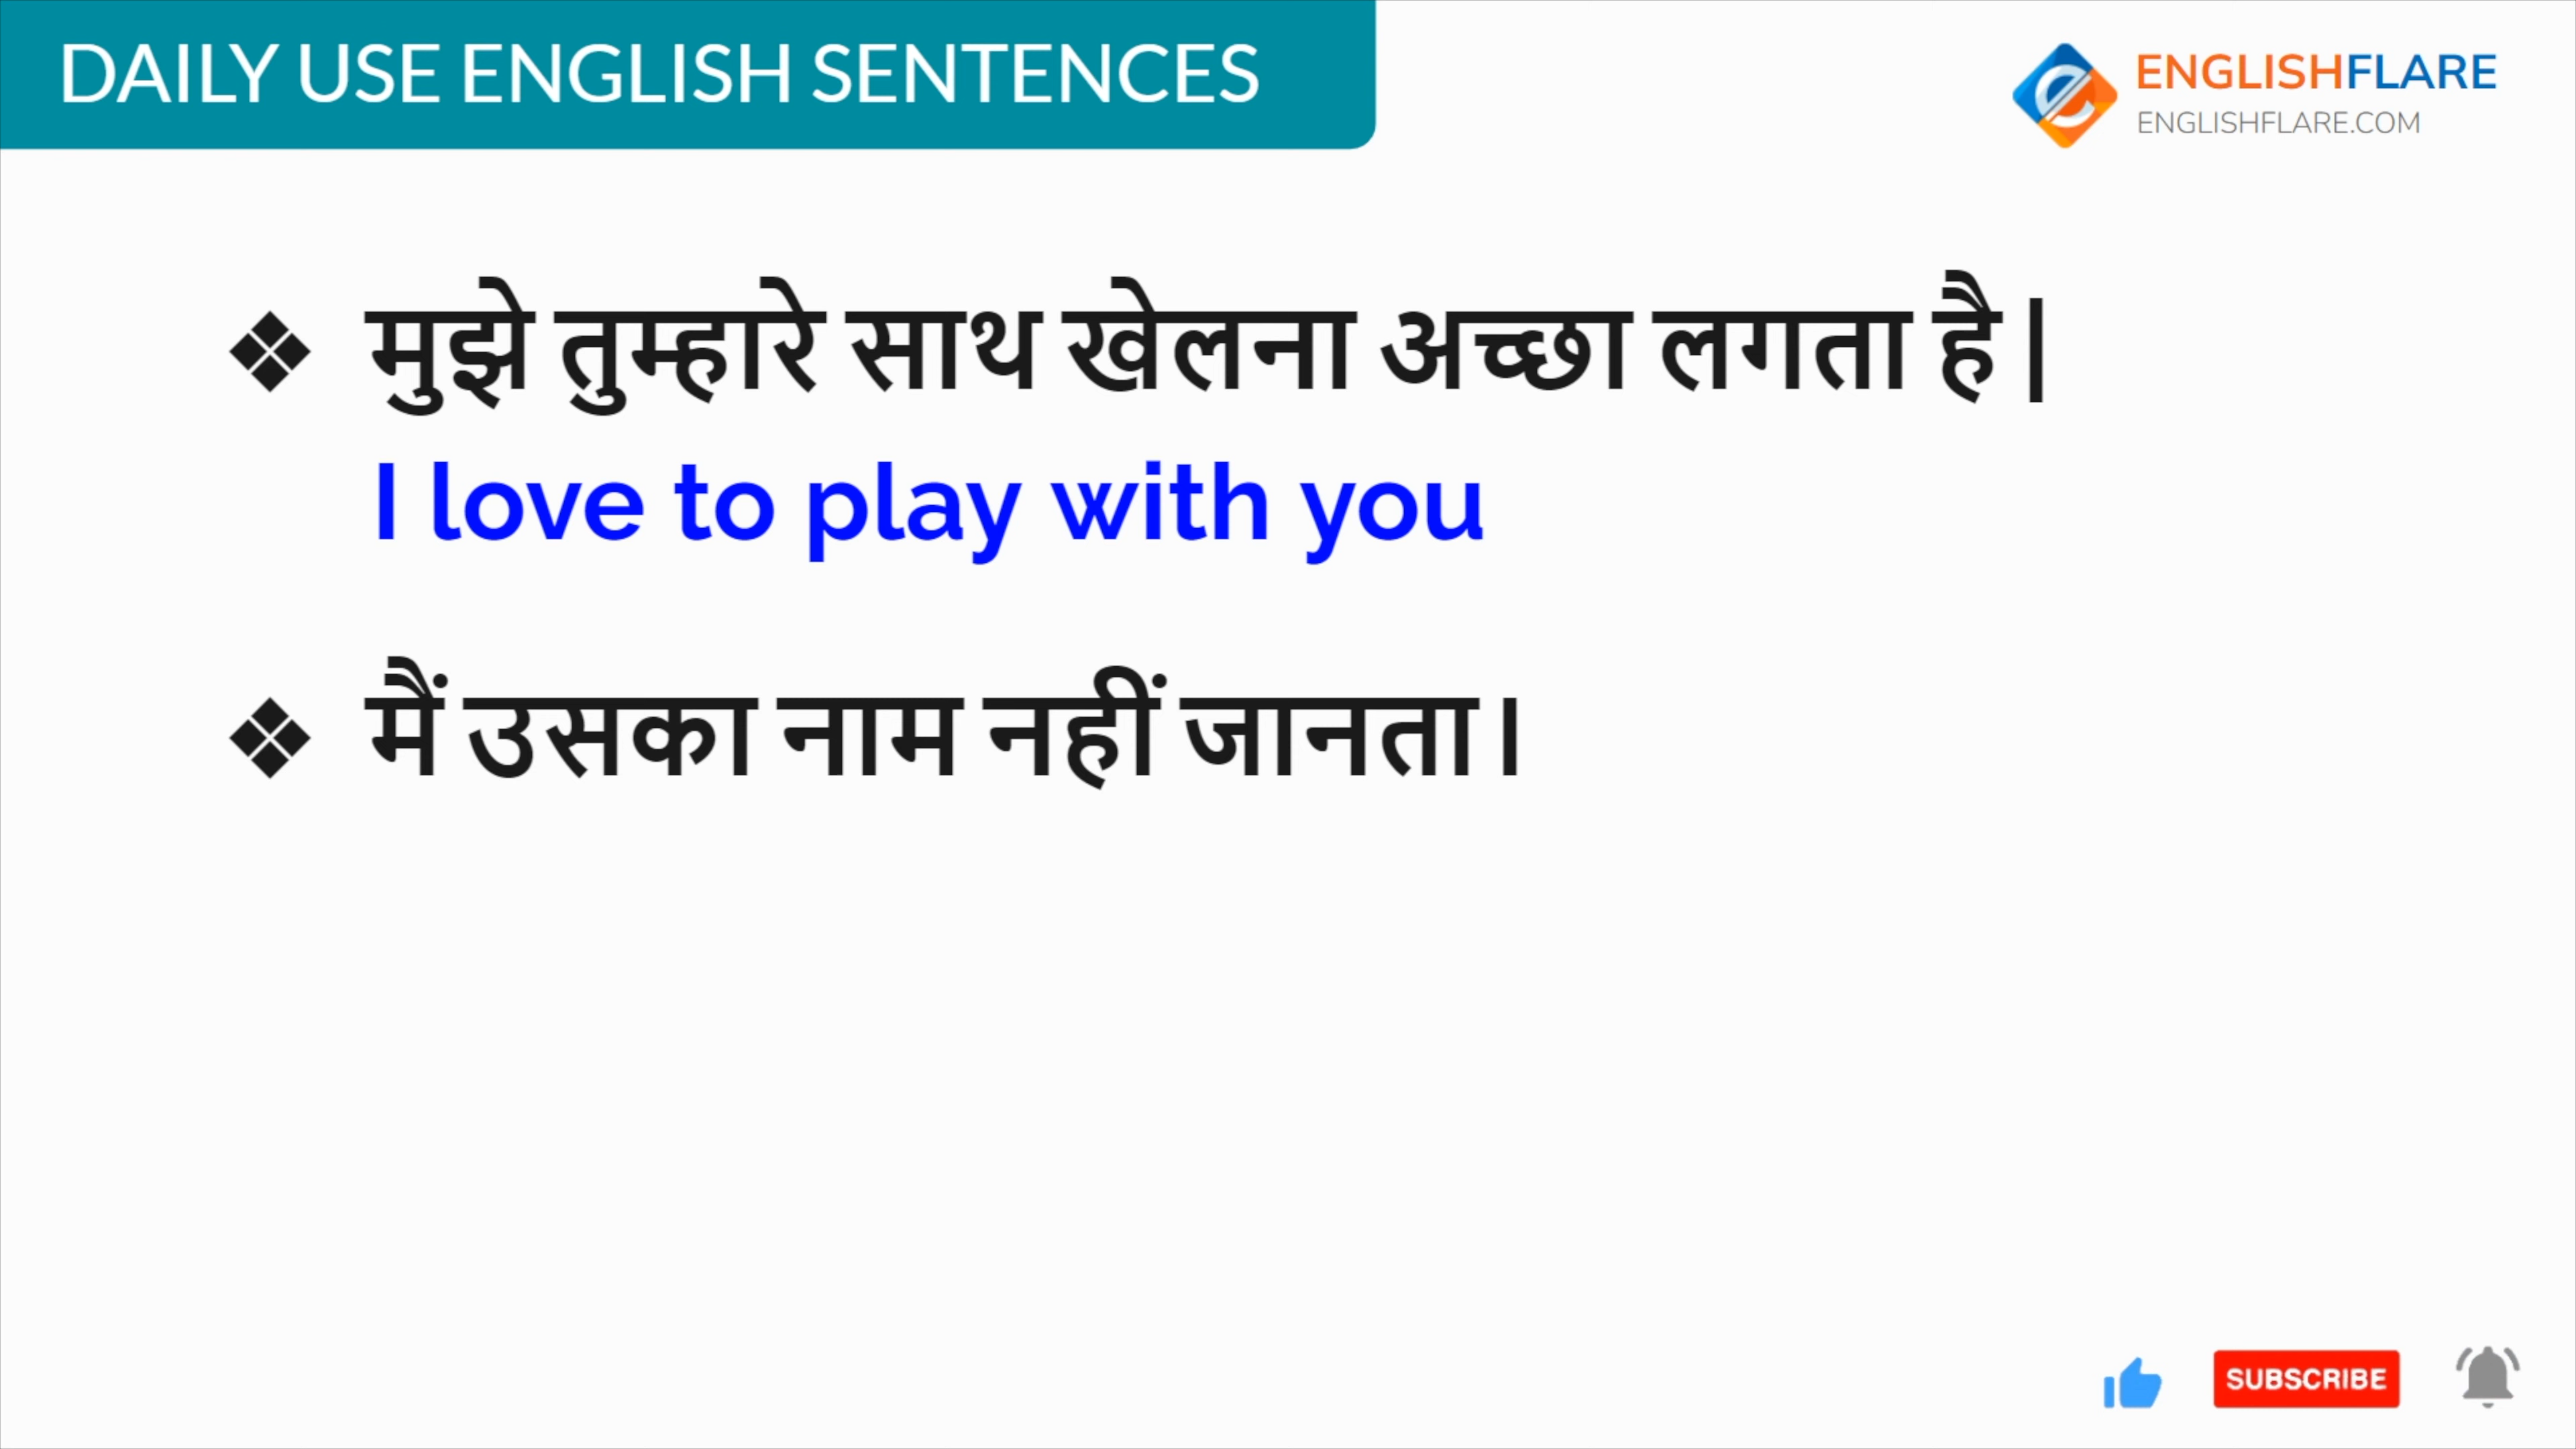 DAILY USE ENGLISH SENTENCES
ENGLISHFLARE
ENGLISHFLARE.COM
❖ मुझे तुम्हारे साथ खेलना अच्छा लगता है|
I love to play with you
❖ मैं उसका नाम नहीं जानता।
SUBSCRIBE